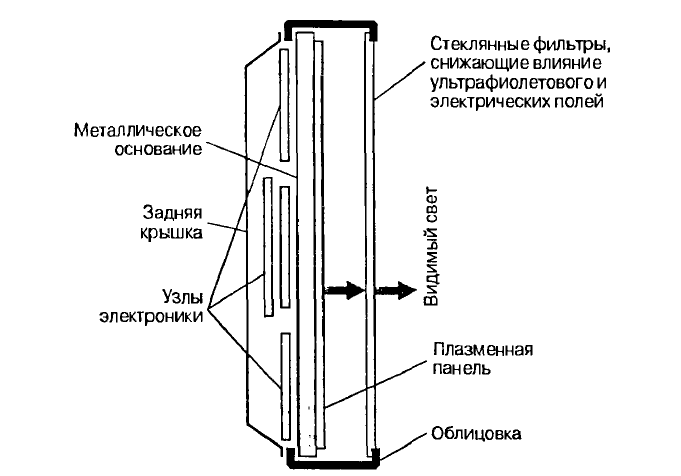 Стеклянные фильтры,
снижающие влияние
ультрафиолетового и
электрических полей
Металлическое
основание
Задняя
крышка
Видимый свет
Узлы
электроники
Плазменная
панель
Облицовка